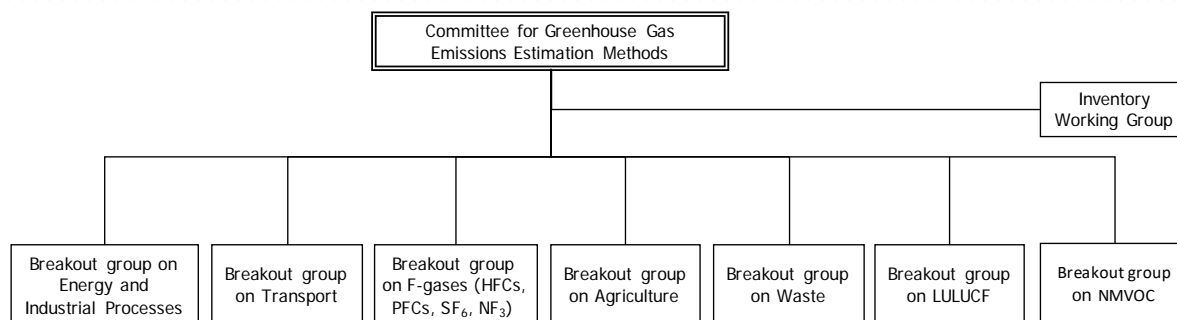 Committee for Greenhouse Gas
Emissions Estimation Methods
Inventory
Working Group
Breakout group on
Energy and
Industrial Processes
Breakout group
on Transport
Breakout group
on F-gases (HFCs,
PFCs, SF₆, NF₃)
Breakout group
on Agriculture
Breakout group
on Waste
Breakout group
on LULUCF
Breakout group
on NMVOC